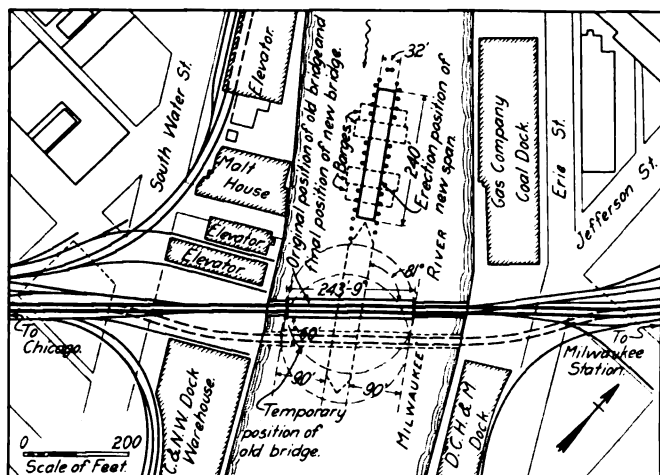 South Water St.
Elevator.
Malt
House
Elevator.
Elevator.
Original position of old bridge and
final position of new bridge.
32'
Barges
240'
Erection position of
new span.
RIVER
MILWAUKEE
Gas Company
Coal Dock.
Erie St.
Jefferson St.
81°
243'-9"
60'
90'
90'
To
Chicago.
To
Milwaukee
Station.
C. & N.W. Dock
Warehouse.
Temporary
position of
old bridge.
D.C.H. & M
Dock
0 200
Scale of Feet.